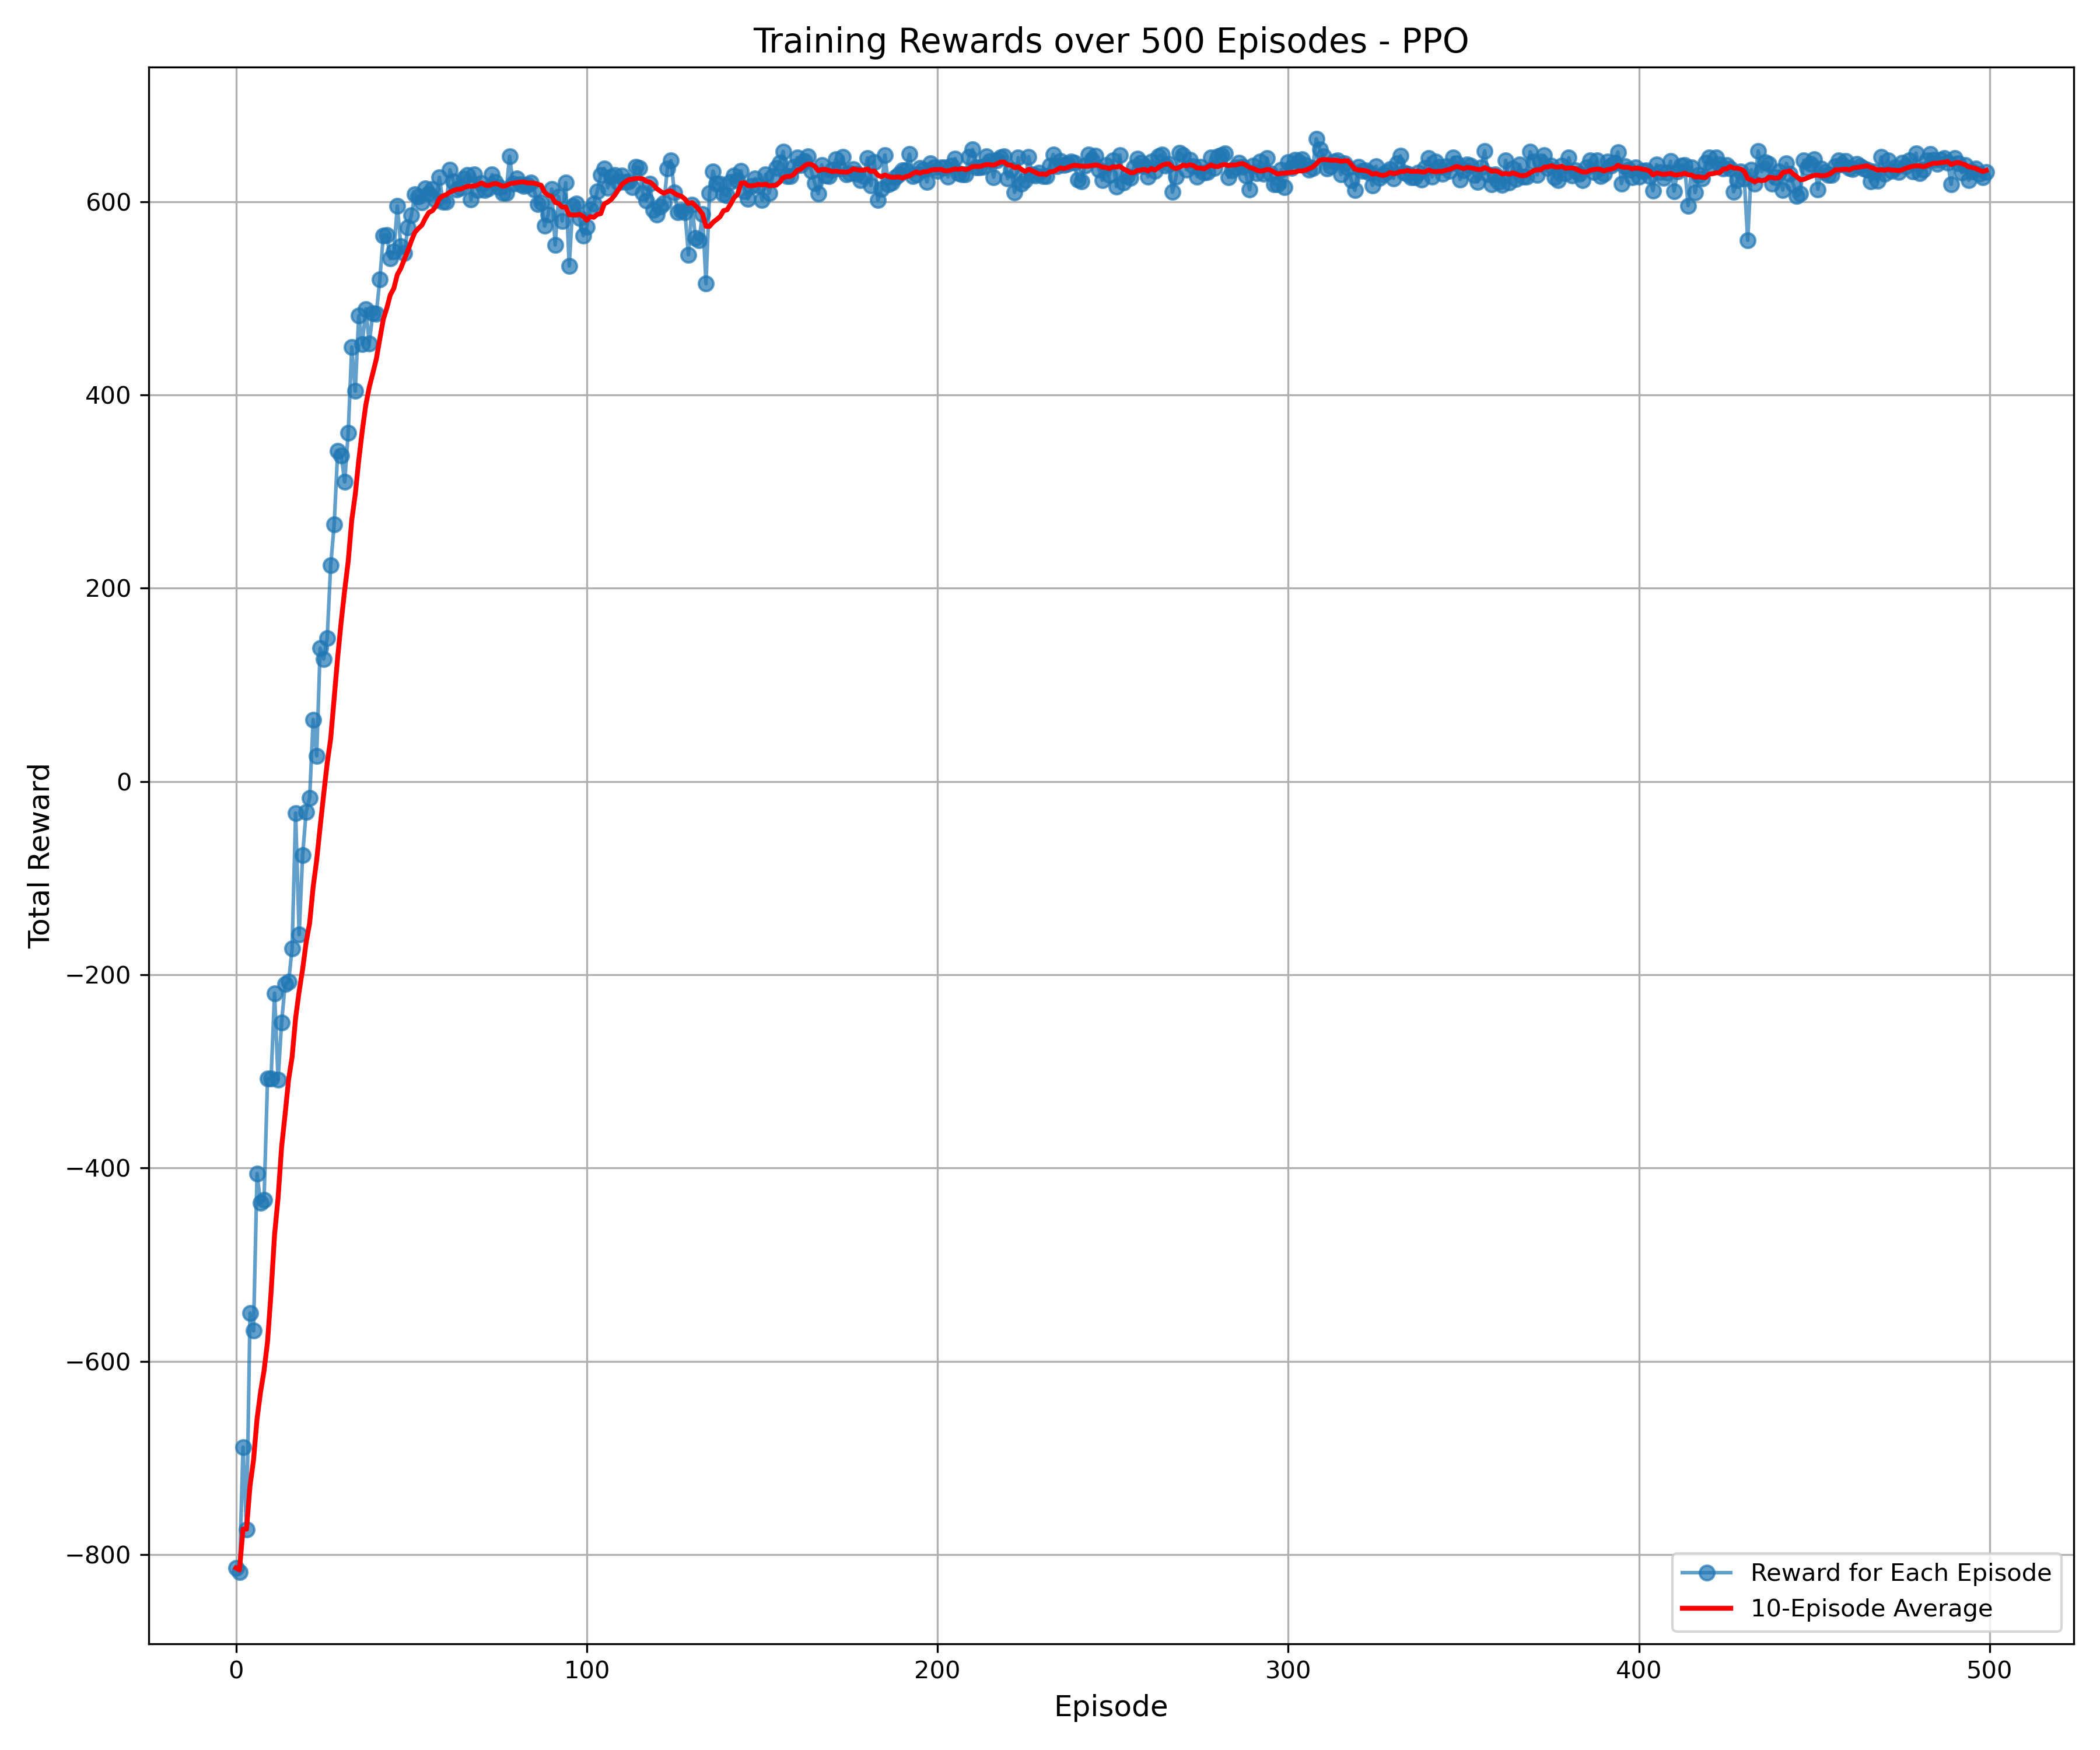 Training Rewards over 500 Episodes - PPO
Total Reward
600
400
200
0
−200
−400
−600
−800
0 100 200 300 400 500
Episode
Reward for Each Episode
10-Episode Average